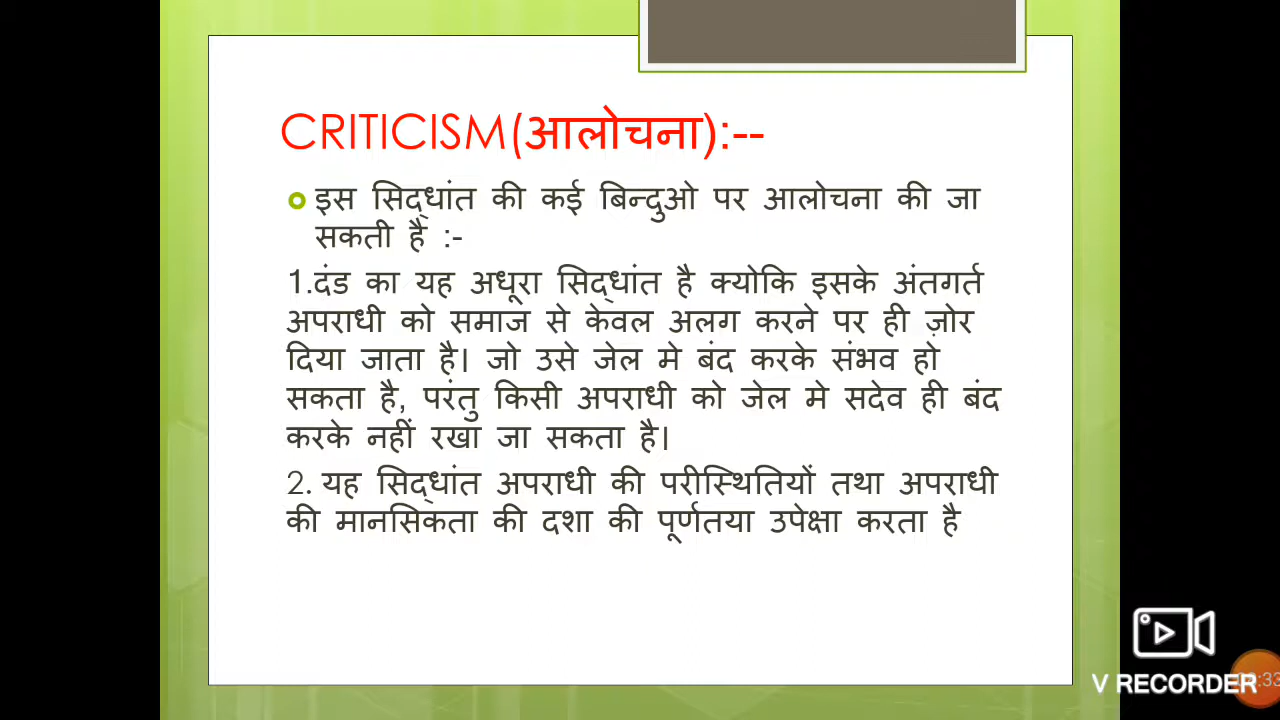 CRITICISM(आलोचना):--
इस सिद्धांत की कई बिन्दुओ पर आलोचना की जा
सकती है :-
1.दंड का यह अधूरा सिद्धांत है क्योकि इसके अंतगर्त
अपराधी को समाज से केवल अलग करने पर ही ज़ोर
दिया जाता है। जो उसे जेल मे बंद करके संभव हो
सकता है, परंतु किसी अपराधी को जेल मे सदेव ही बंद
करके नहीं रखा जा सकता है।
2. यह सिद्धांत अपराधी की परीस्थितियों तथा अपराधी
की मानसिकता की दशा की पूर्णतया उपेक्षा करता है
V RECORDER